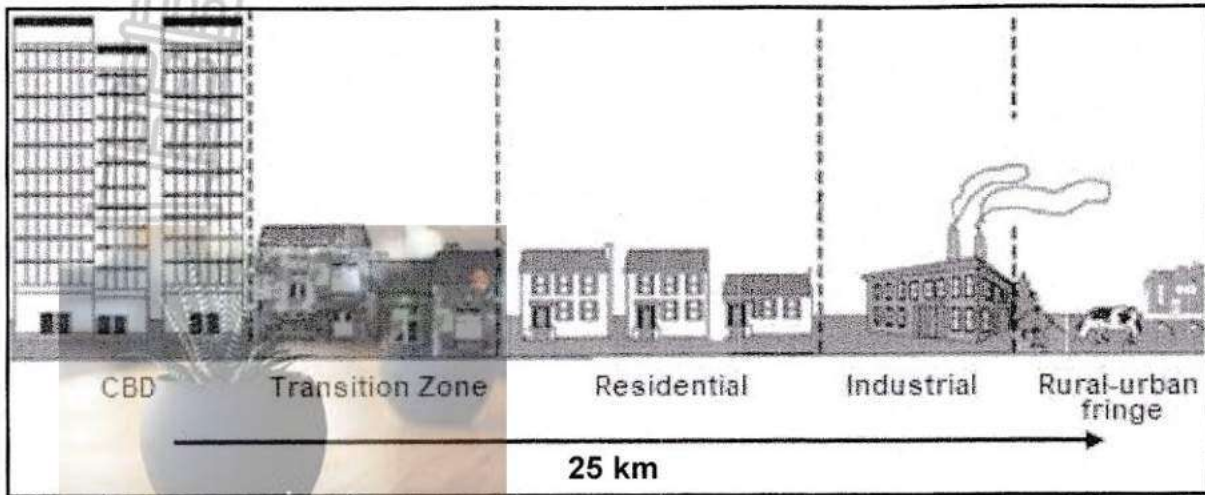 CBD
Transition Zone
Residential
Industrial
Rural-urban
fringe
25 km